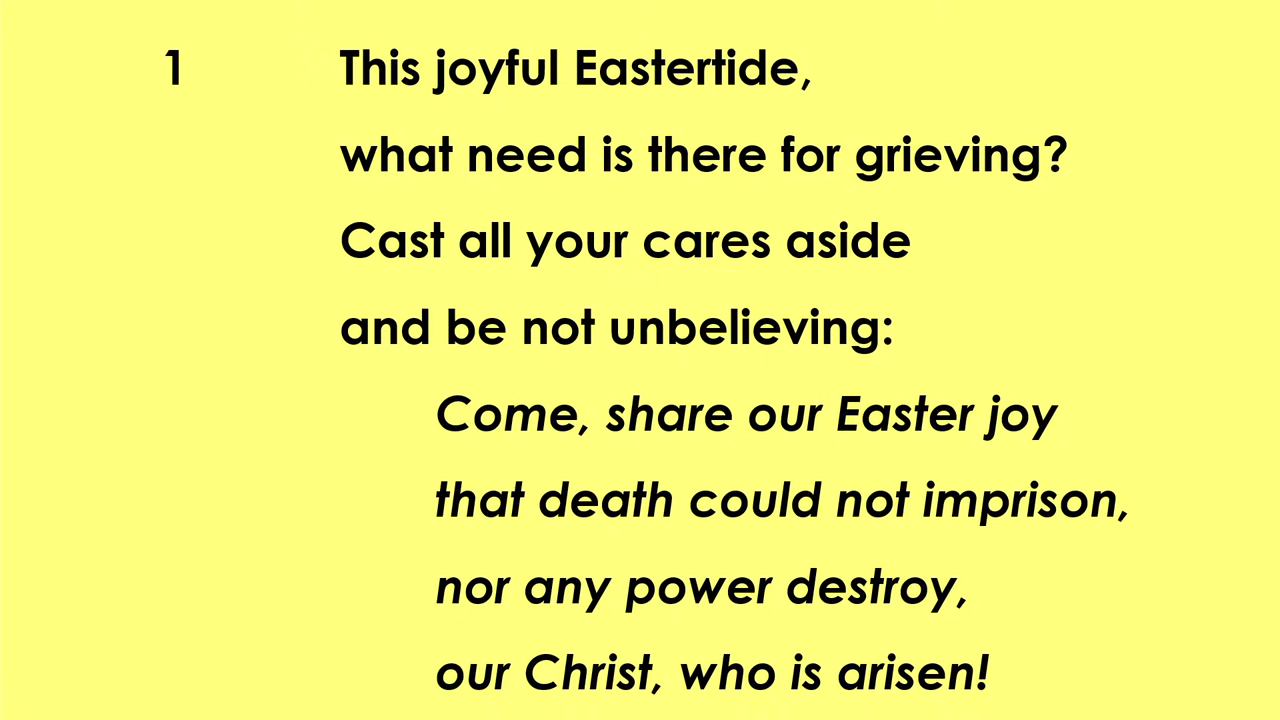 1 This joyful Eastertide,
what need is there for grieving?
Cast all your cares aside
and be not unbelieving:
Come, share our Easter joy
that death could not imprison,
nor any power destroy,
our Christ, who is arisen!